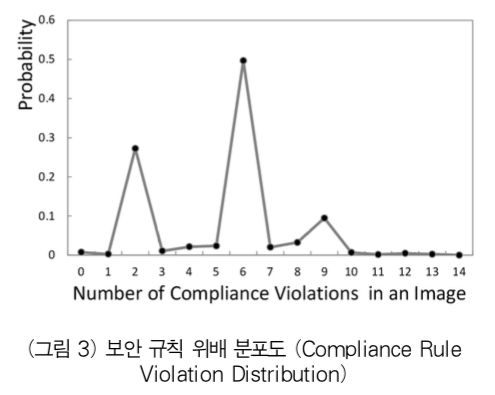 0.6
0.5
0.4
0.3
0.2
0.1
0
Probability
0 1 2 3 4 5 6 7 8 9 10 11 12 13 14
Number of Compliance Violations in an Image
(그림 3) 보안 규칙 위배 분포도 (Compliance Rule
Violation Distribution)